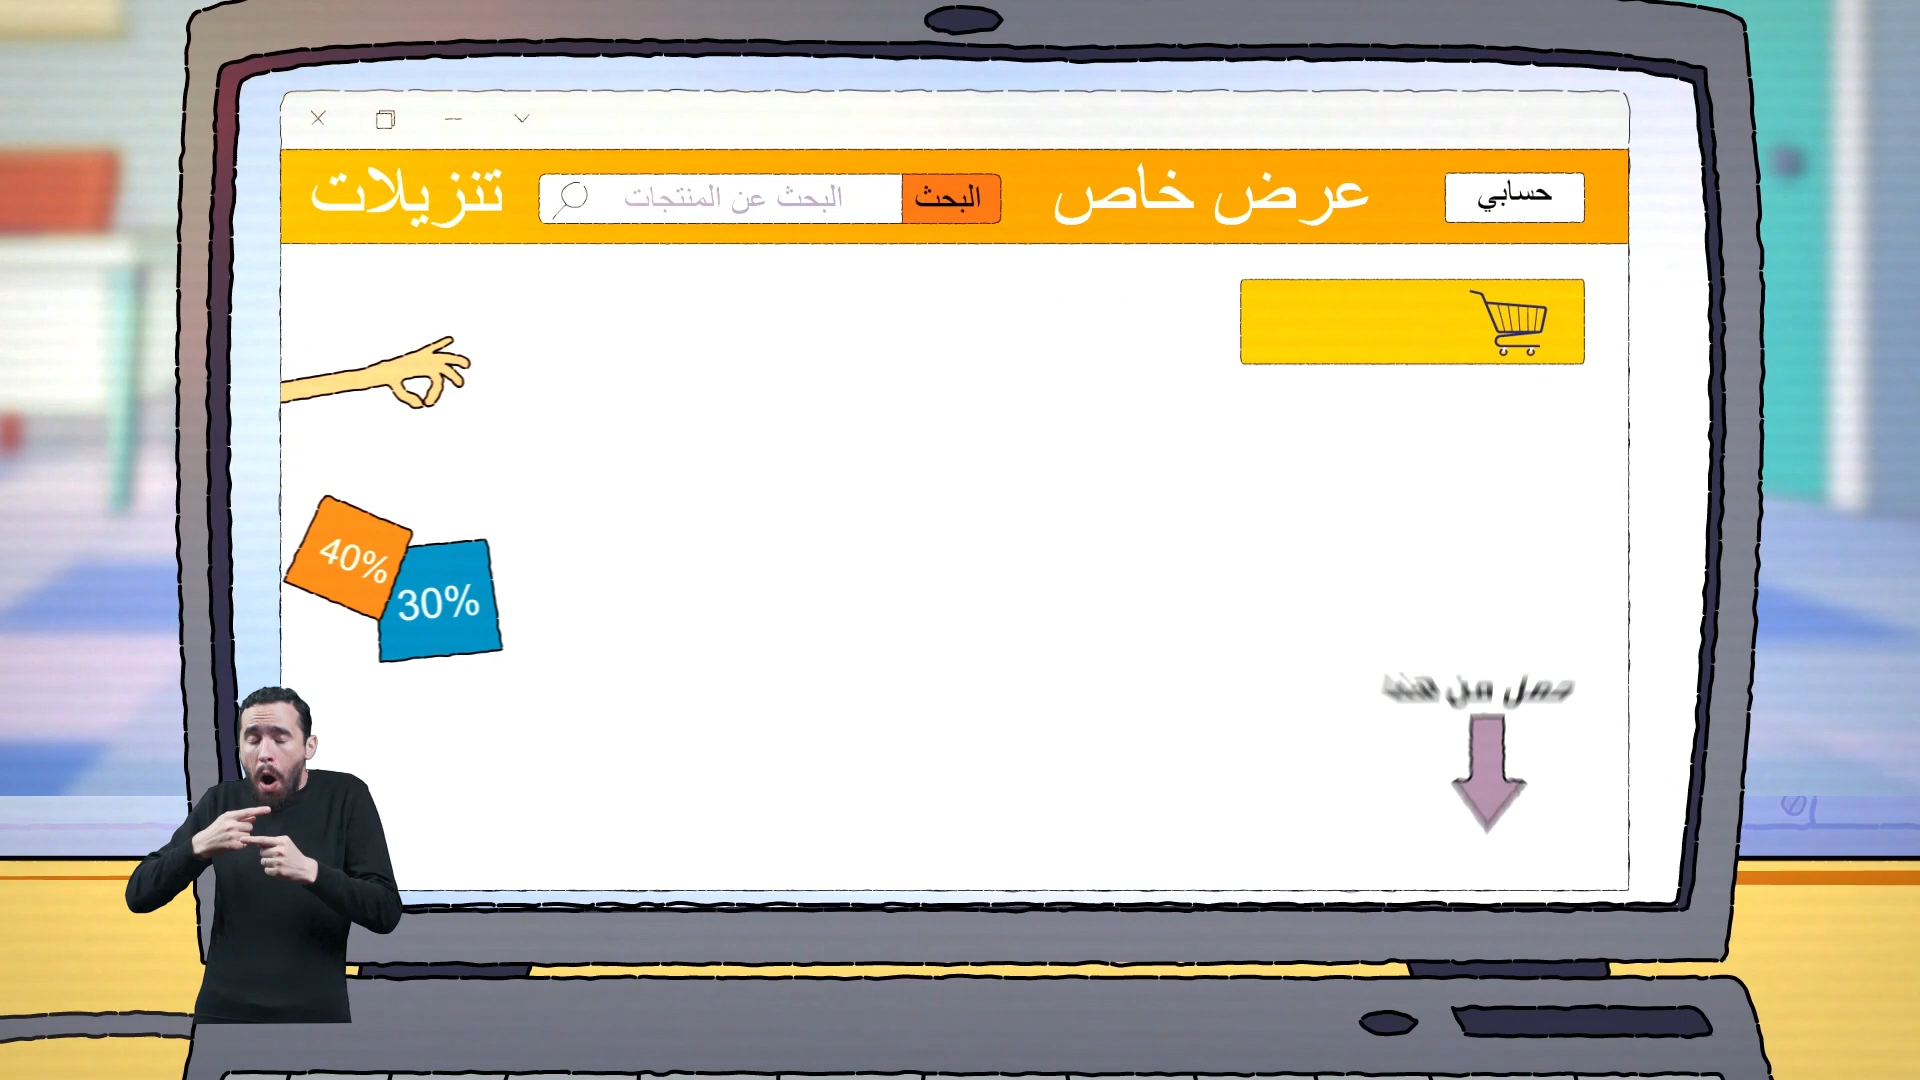 حسابي
عرض خاص
البحث
البحث عن المنتجات
تنزيلات
40%
30%
حمل من هنا